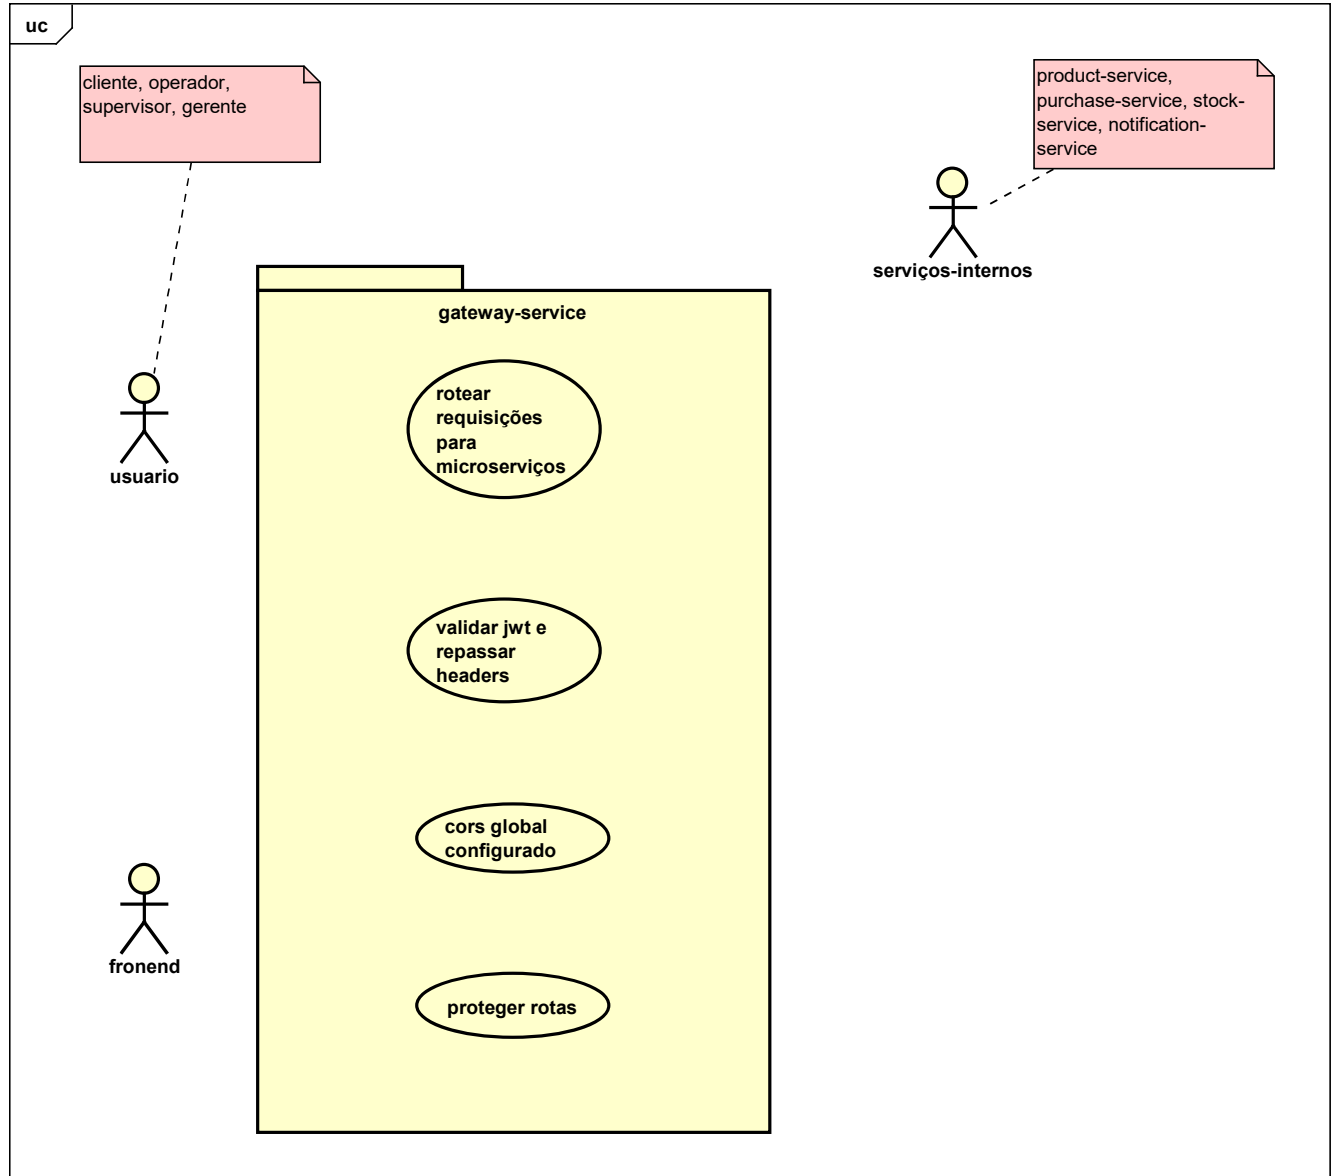 uc
cliente, operador,
supervisor, gerente
product-service,
purchase-service, stock-
service, notification-
service
serviços-internos
gateway-service
rotear
requisições
para
microserviços
usuario
validar jwt e
repassar
headers
cors global
configurado
fronend
proteger rotas